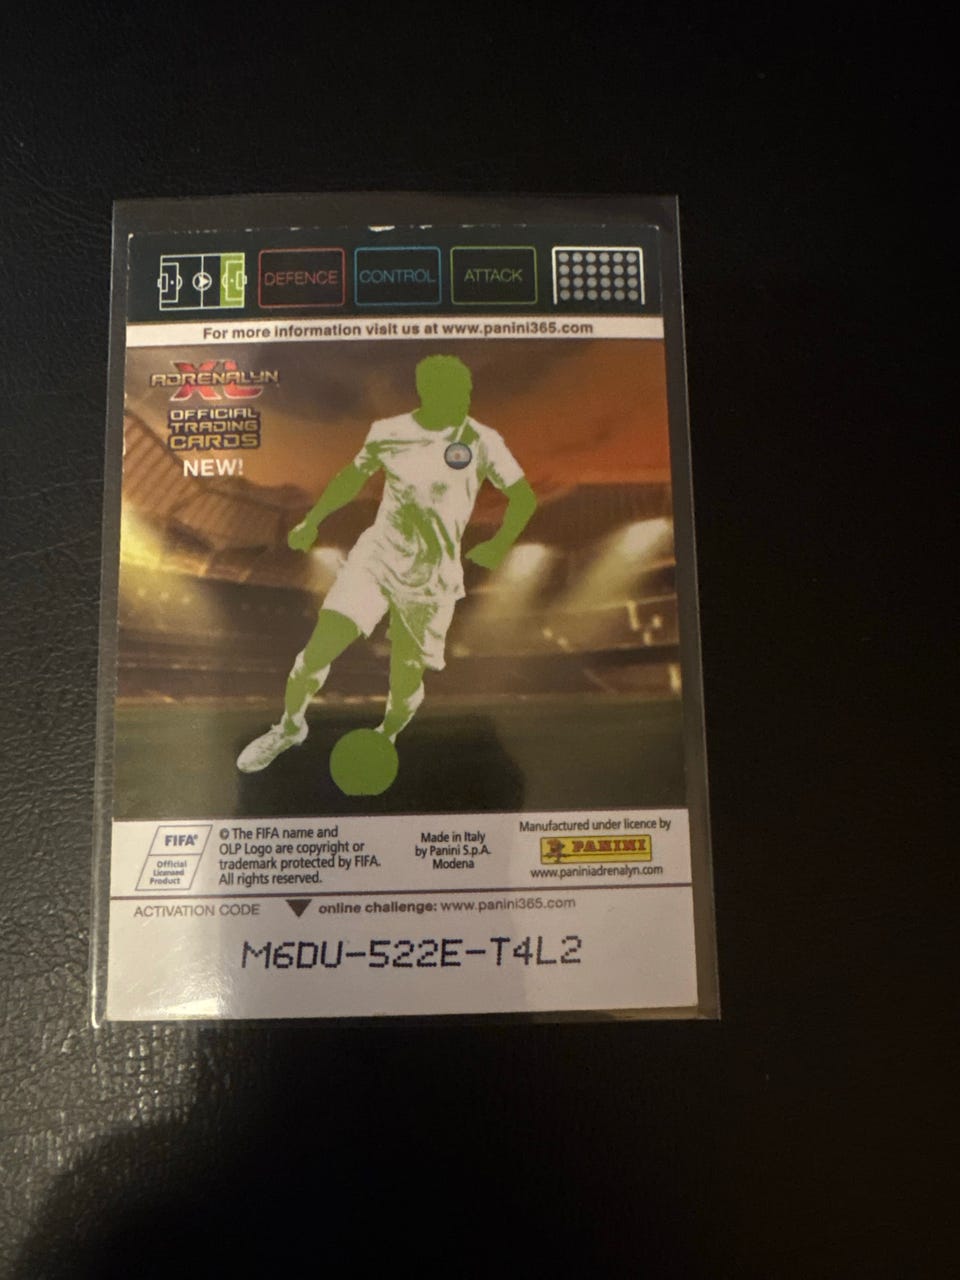 DEFENCE CONTROL ATTACK
For more information visit us at www.panini365.com
ADRENALYN
XL
OFFICIAL
TRADING
CARDS
NEW!
FIFA®
Official
Licensed
Product
© The FIFA name and
OLP Logo are copyright or
trademark protected by FIFA.
All rights reserved.
Made in Italy
by Panini S.p.A.
Modena
Manufactured under licence by
PANINI
www.paniniadrenalyn.com
ACTIVATION CODE online challenge: www.panini365.com
M6DU-522E-T4L2